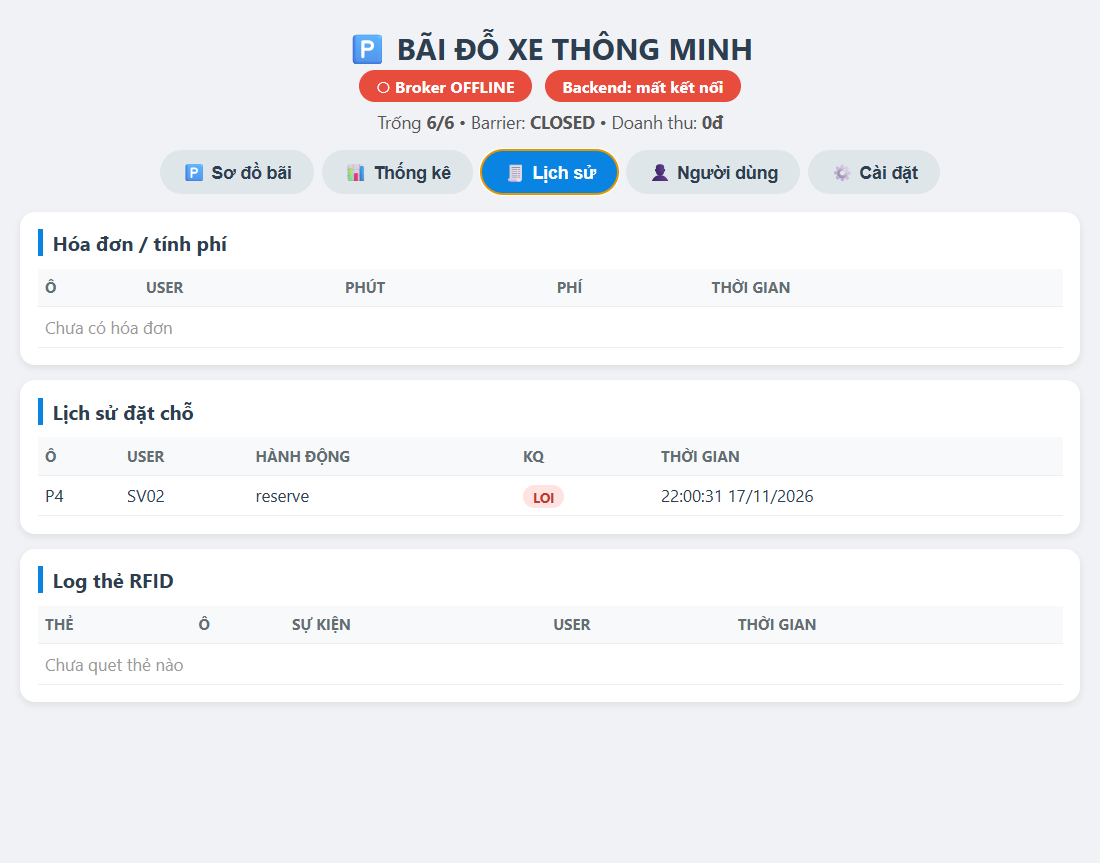 P BÃI ĐỖ XE THÔNG MINH
Broker OFFLINE Backend: mất kết nối
Trống 6/6 • Barrier: CLOSED • Doanh thu: 0đ
P Sơ đồ bãi Thống kê Lịch sử Người dùng Cài đặt
Hóa đơn / tính phí
Ô USER PHÚT PHÍ THỜI GIAN
Chưa có hóa đơn
Lịch sử đặt chỗ
Ô USER HÀNH ĐỘNG KQ THỜI GIAN
P4 SV02 reserve LOI 22:00:31 17/11/2026
Log thẻ RFID
THẺ Ô SỰ KIỆN USER THỜI GIAN
Chưa quet thẻ nào